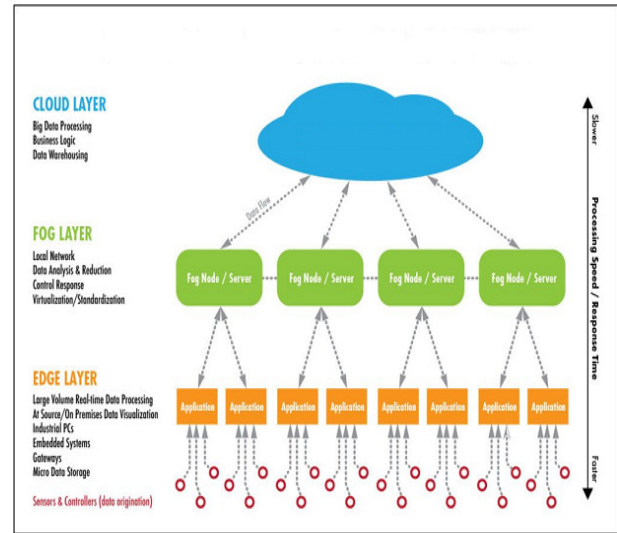 CLOUD LAYER
Big Data Processing
Business Logic
Data Warehousing
Data Flow
FOG LAYER
Local Network
Data Analysis & Reduction
Control Response
Virtualization/Standardization
Fog Node / Server
Fog Node / Server
Fog Node / Server
Fog Node / Server
EDGE LAYER
Large Volume Real-time Data Processing
At Source/On Premises Data Visualization
Industrial PCs
Embedded Systems
Gateways
Micro Data Storage
Application
Application
Application
Application
Application
Application
Application
Application
Sensors & Controllers (data origination)
Slower
Processing Speed / Response Time
Faster